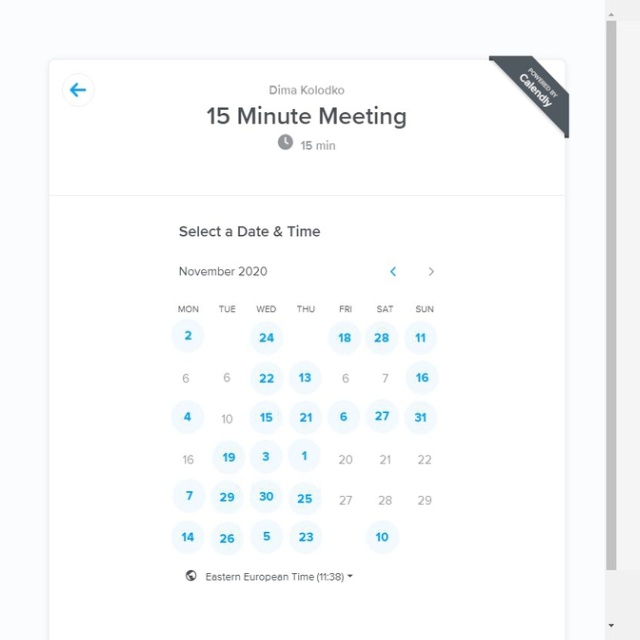 POWERED BY
Calendly
Dima Kolodko
15 Minute Meeting
15 min
Select a Date & Time
November 2020
MON TUE WED THU FRI SAT SUN
2 24 18 28 11
6 6 22 13 6 7 16
4 10 15 21 6 27 31
16 19 3 1 20 21 22
7 29 30 25 27 28 29
14 26 5 23 10
Eastern European Time (11:38)